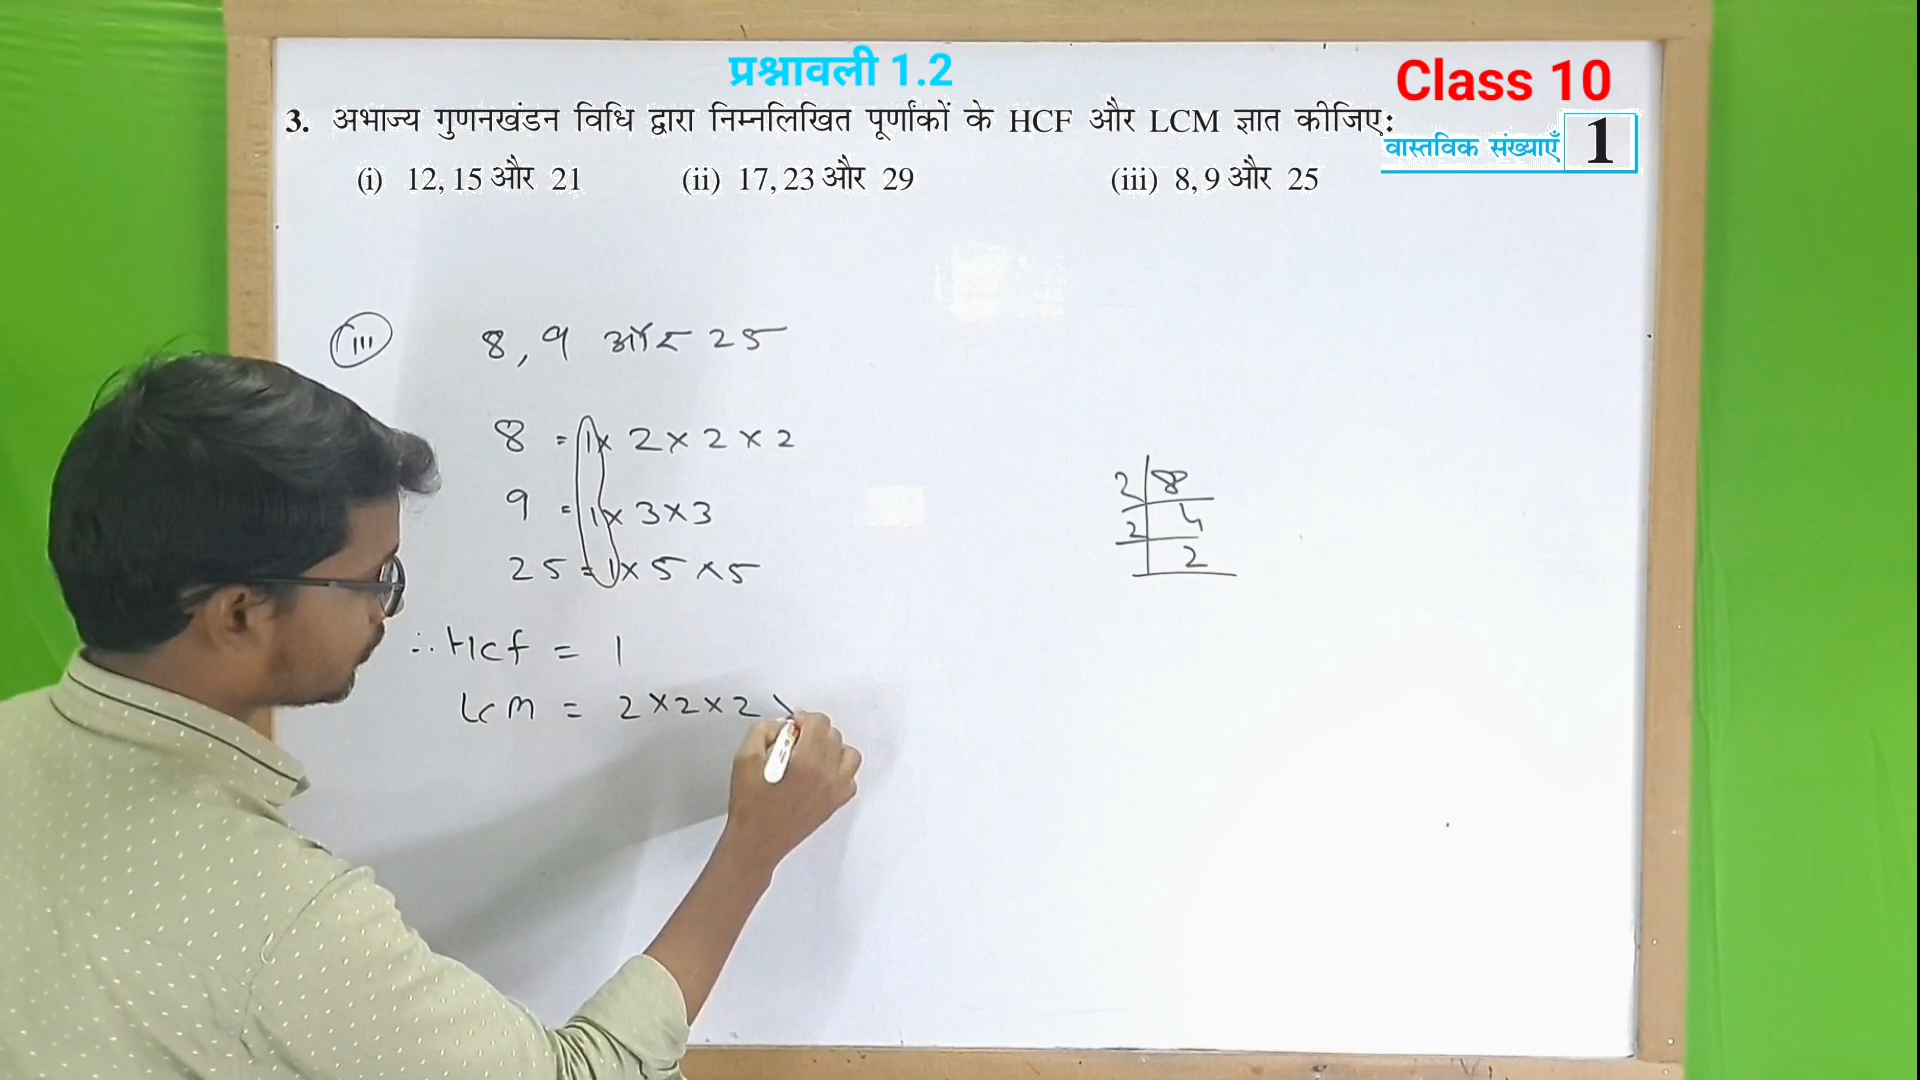 प्रश्नावली 1.2
Class 10
3. अभाज्य गुणनखंडन विधि द्वारा निम्नलिखित पूर्णांकों के HCF और LCM ज्ञात कीजिए:
वास्तविक संख्याएँ 1
(i) 12, 15 और 21 (ii) 17, 23 और 29 (iii) 8, 9 और 25
iii 8, 9 और 25
8 = 1 × 2 × 2 × 2
9 = 1 × 3 × 3
25 = 1 × 5 × 5
∴ Hcf = 1
Lcm = 2 × 2 × 2 ×
2 8
2 4
2